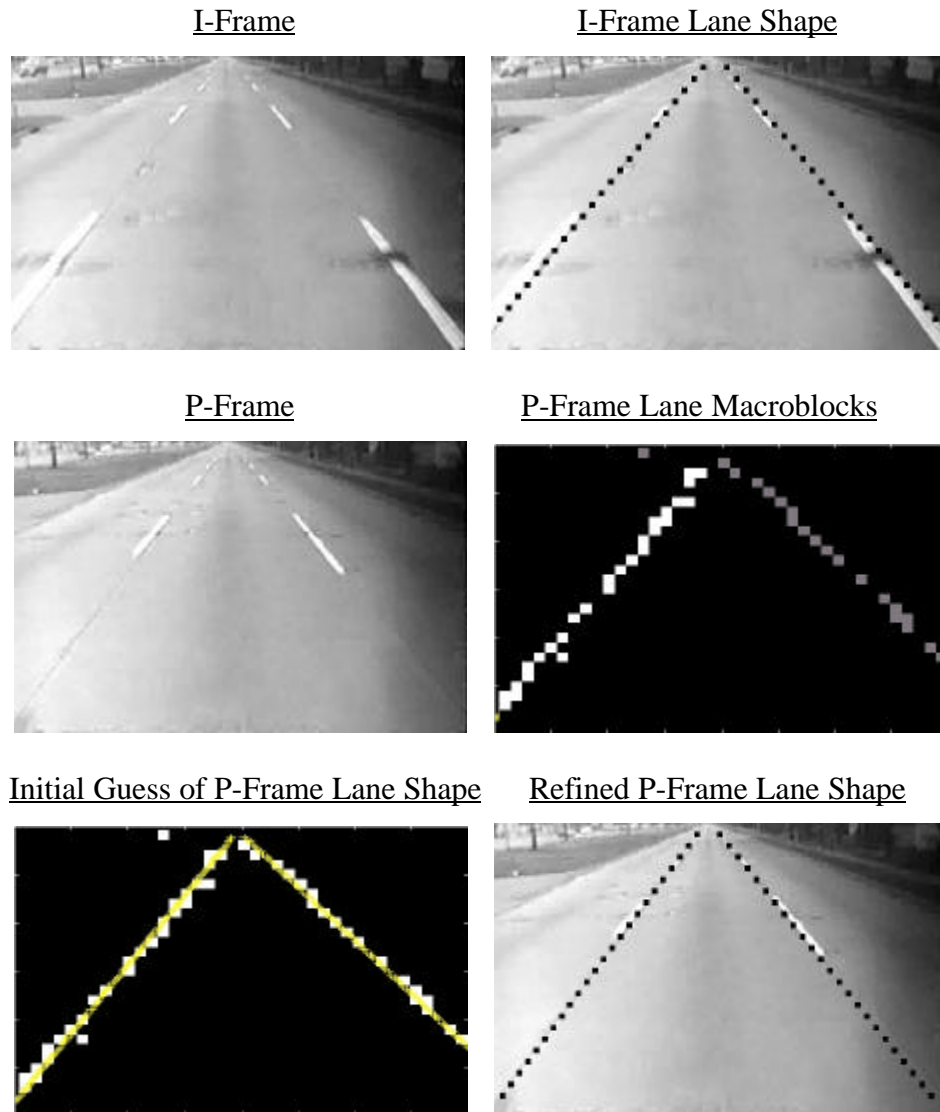 I-Frame
I-Frame Lane Shape
P-Frame
P-Frame Lane Macroblocks
Initial Guess of P-Frame Lane Shape
Refined P-Frame Lane Shape